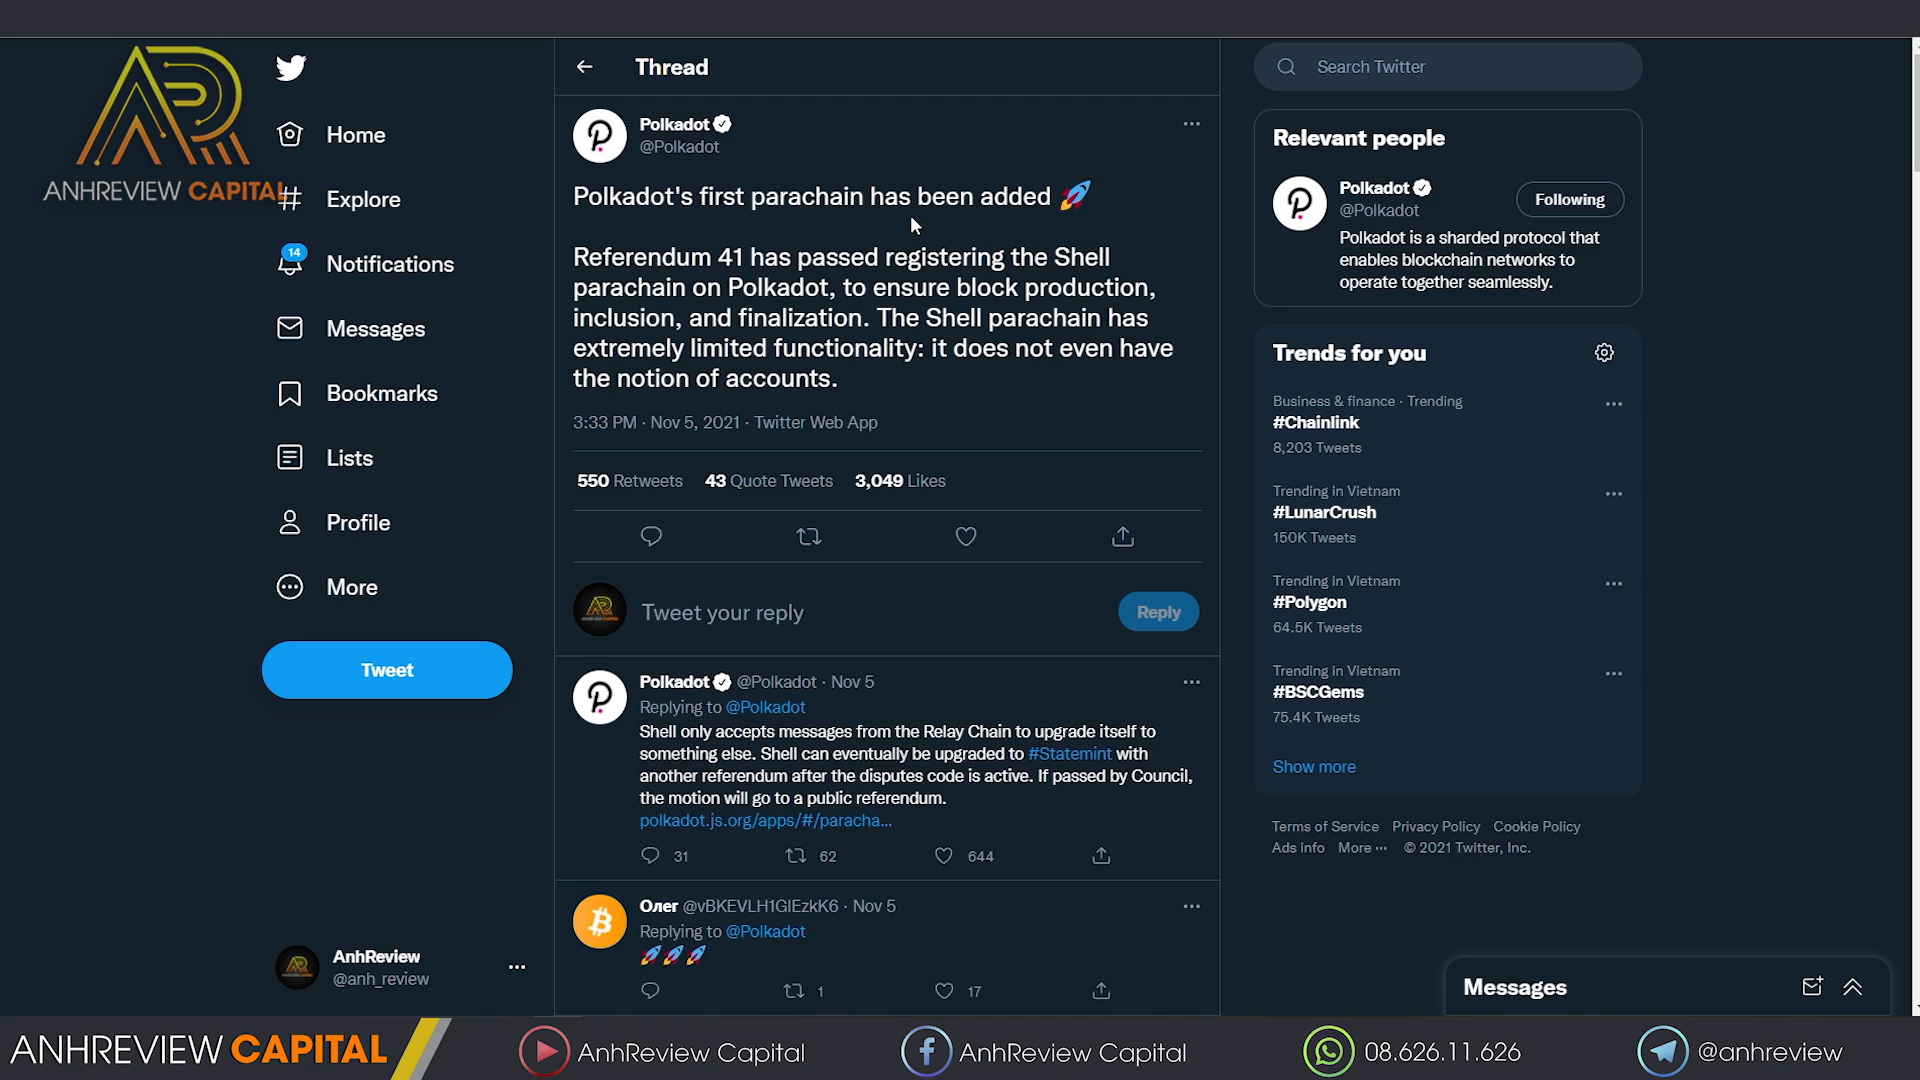 ANHREVIEW CAPITAL
Home
Explore
14
Notifications
Messages
Bookmarks
Lists
Profile
More
Tweet
AnhReview
@anh_review
Thread
Polkadot
@Polkadot
Polkadot's first parachain has been added 🚀
Referendum 41 has passed registering the Shell
parachain on Polkadot, to ensure block production,
inclusion, and finalization. The Shell parachain has
extremely limited functionality: it does not even have
the notion of accounts.
3:33 PM · Nov 5, 2021 · Twitter Web App
550 Retweets 43 Quote Tweets 3,049 Likes
Tweet your reply
Reply
Polkadot @Polkadot · Nov 5
Replying to @Polkadot
Shell only accepts messages from the Relay Chain to upgrade itself to
something else. Shell can eventually be upgraded to #Statemint with
another referendum after the disputes code is active. If passed by Council,
the motion will go to a public referendum.
polkadot.js.org/apps/#/paracha...
31 62 644
Олег @vBKEVLH1GlEzkK6 · Nov 5
Replying to @Polkadot
🚀🚀🚀
1 17
Search Twitter
Relevant people
Polkadot
@Polkadot
Following
Polkadot is a sharded protocol that
enables blockchain networks to
operate together seamlessly.
Trends for you
Business & finance · Trending
#Chainlink
8,203 Tweets
Trending in Vietnam
#LunarCrush
150K Tweets
Trending in Vietnam
#Polygon
64.5K Tweets
Trending in Vietnam
#BSCGems
75.4K Tweets
Show more
Terms of Service Privacy Policy Cookie Policy
Ads info More ··· © 2021 Twitter, Inc.
Messages
ANHREVIEW CAPITAL
AnhReview Capital
AnhReview Capital
08.626.11.626
@anhreview